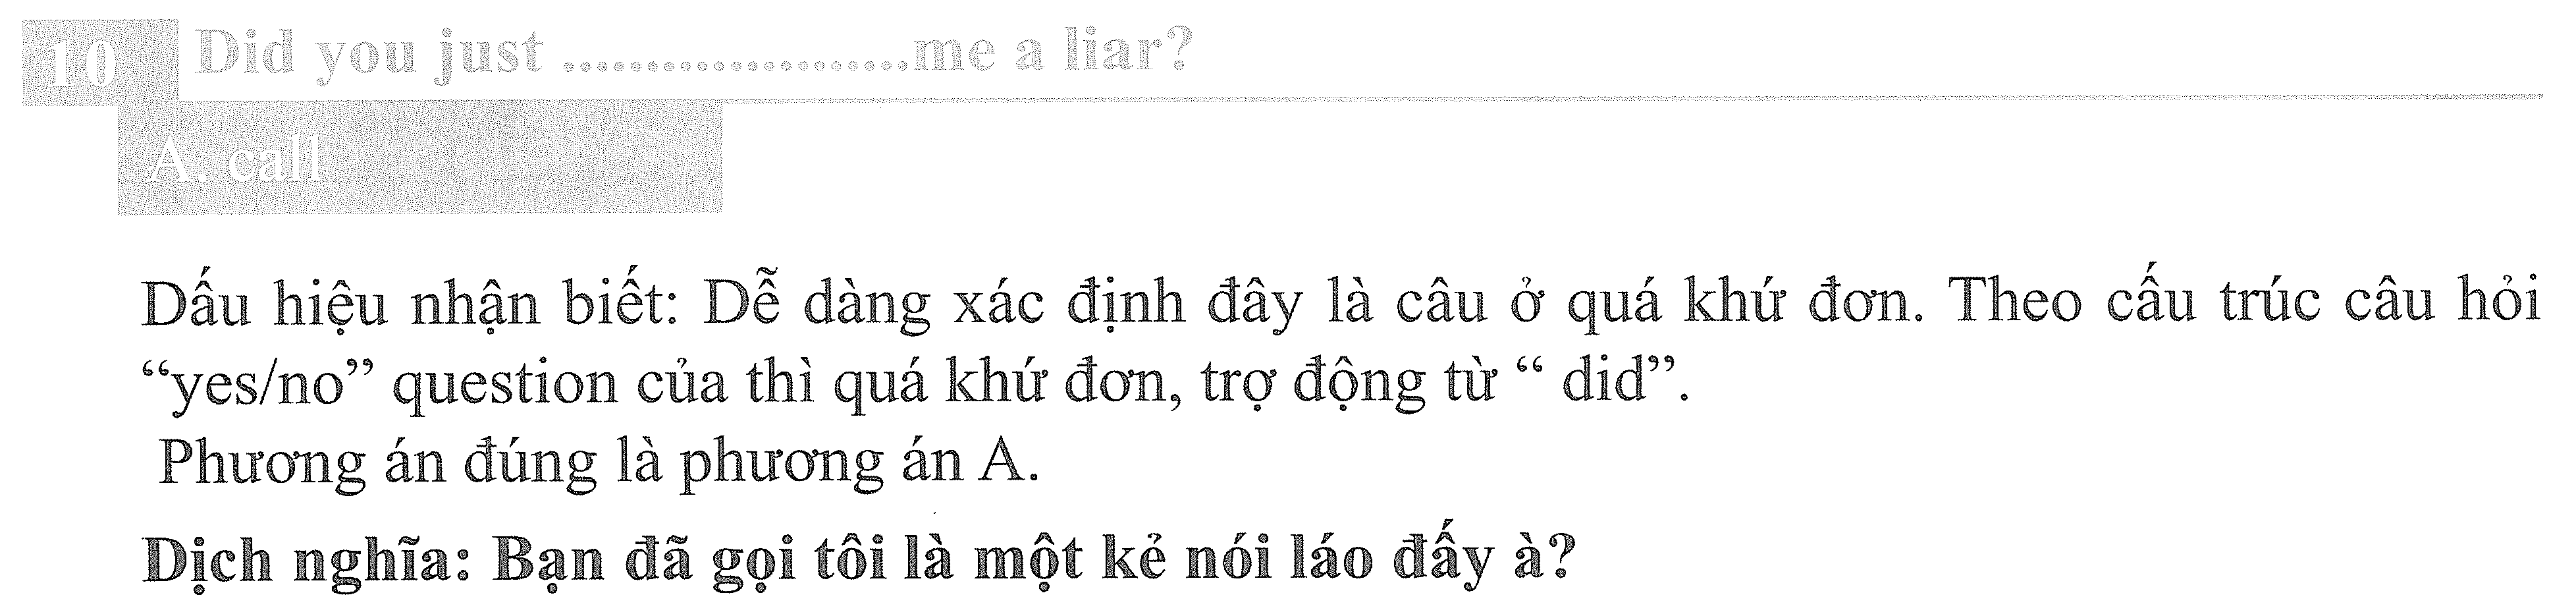 10 Did you just .....................me a liar?
A. call
Dấu hiệu nhận biết: Dễ dàng xác định đây là câu ở quá khứ đơn. Theo cấu trúc câu hỏi
“yes/no” question của thì quá khứ đơn, trợ động từ “ did”.
Phương án đúng là phương án A.
Dịch nghĩa: Bạn đã gọi tôi là một kẻ nói láo đấy à?